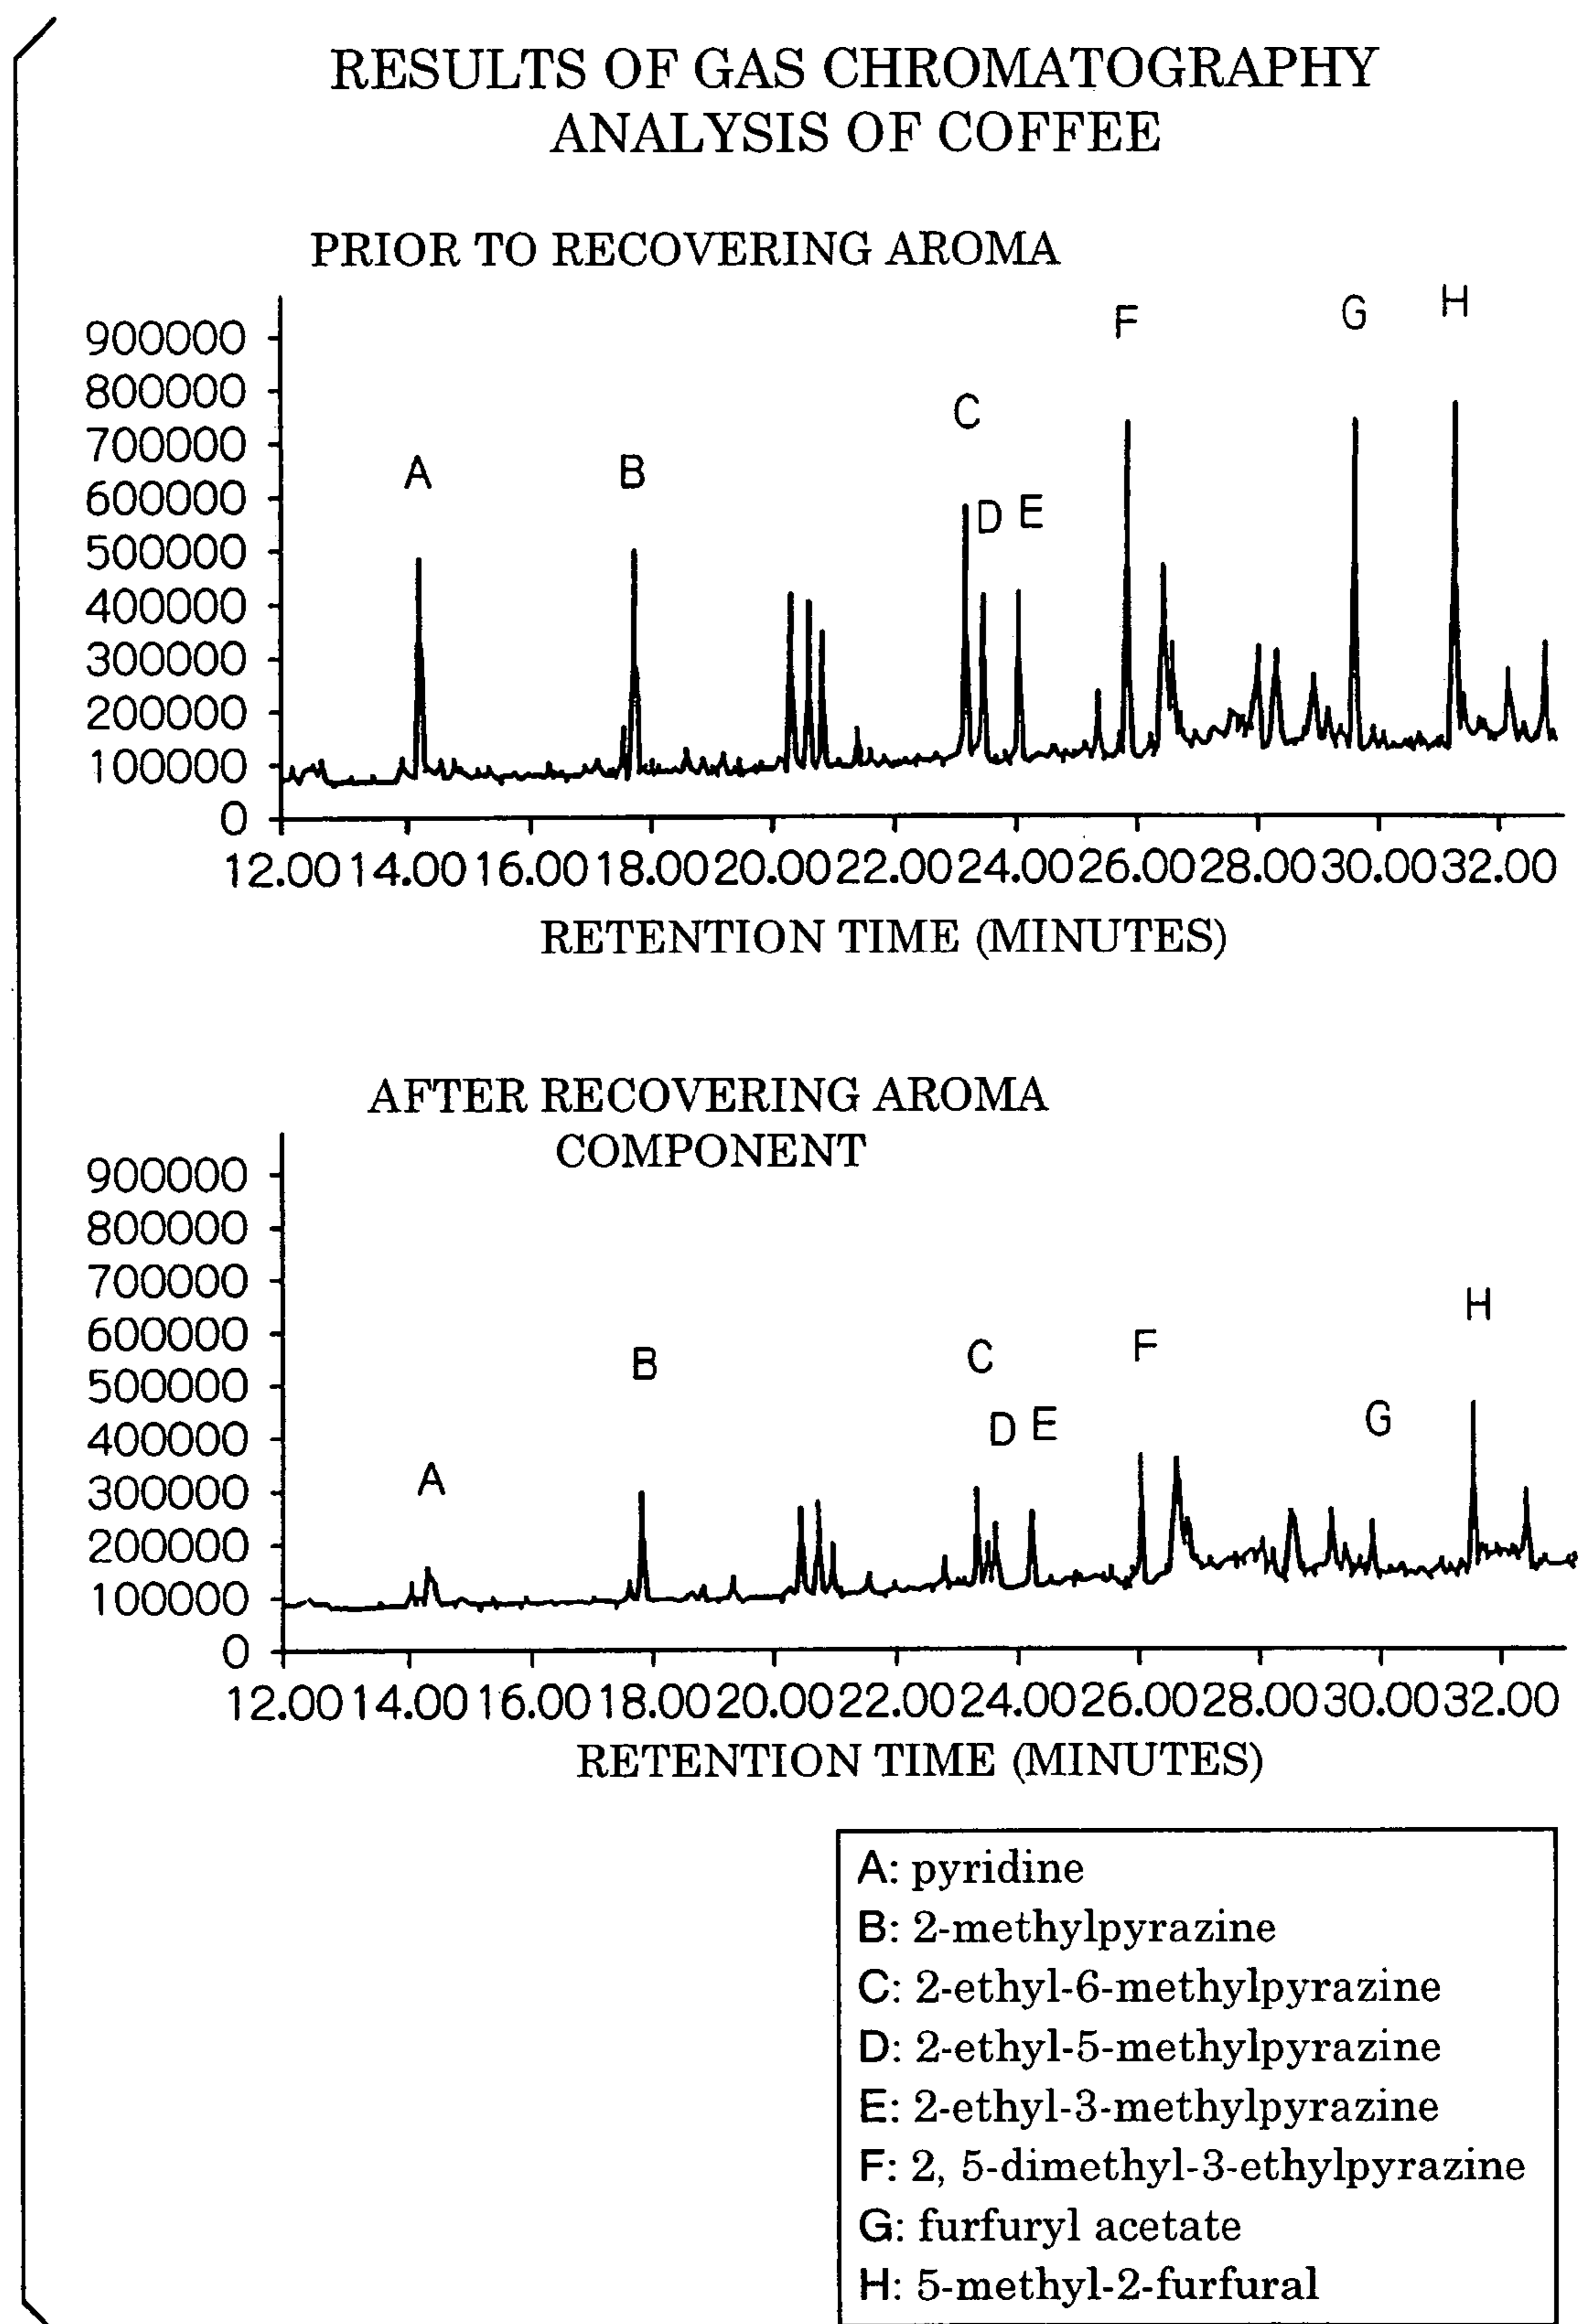 RESULTS OF GAS CHROMATOGRAPHY
ANALYSIS OF COFFEE
PRIOR TO RECOVERING AROMA
900000
800000
700000
600000
500000
400000
300000
200000
100000
0
A
B
C
D
E
F
G
H
12.00 14.00 16.00 18.00 20.00 22.00 24.00 26.00 28.00 30.00 32.00
RETENTION TIME (MINUTES)
AFTER RECOVERING AROMA
COMPONENT
900000
800000
700000
600000
500000
400000
300000
200000
100000
0
A
B
C
D
E
F
G
H
12.00 14.00 16.00 18.00 20.00 22.00 24.00 26.00 28.00 30.00 32.00
RETENTION TIME (MINUTES)
A: pyridine
B: 2-methylpyrazine
C: 2-ethyl-6-methylpyrazine
D: 2-ethyl-5-methylpyrazine
E: 2-ethyl-3-methylpyrazine
F: 2, 5-dimethyl-3-ethylpyrazine
G: furfuryl acetate
H: 5-methyl-2-furfural